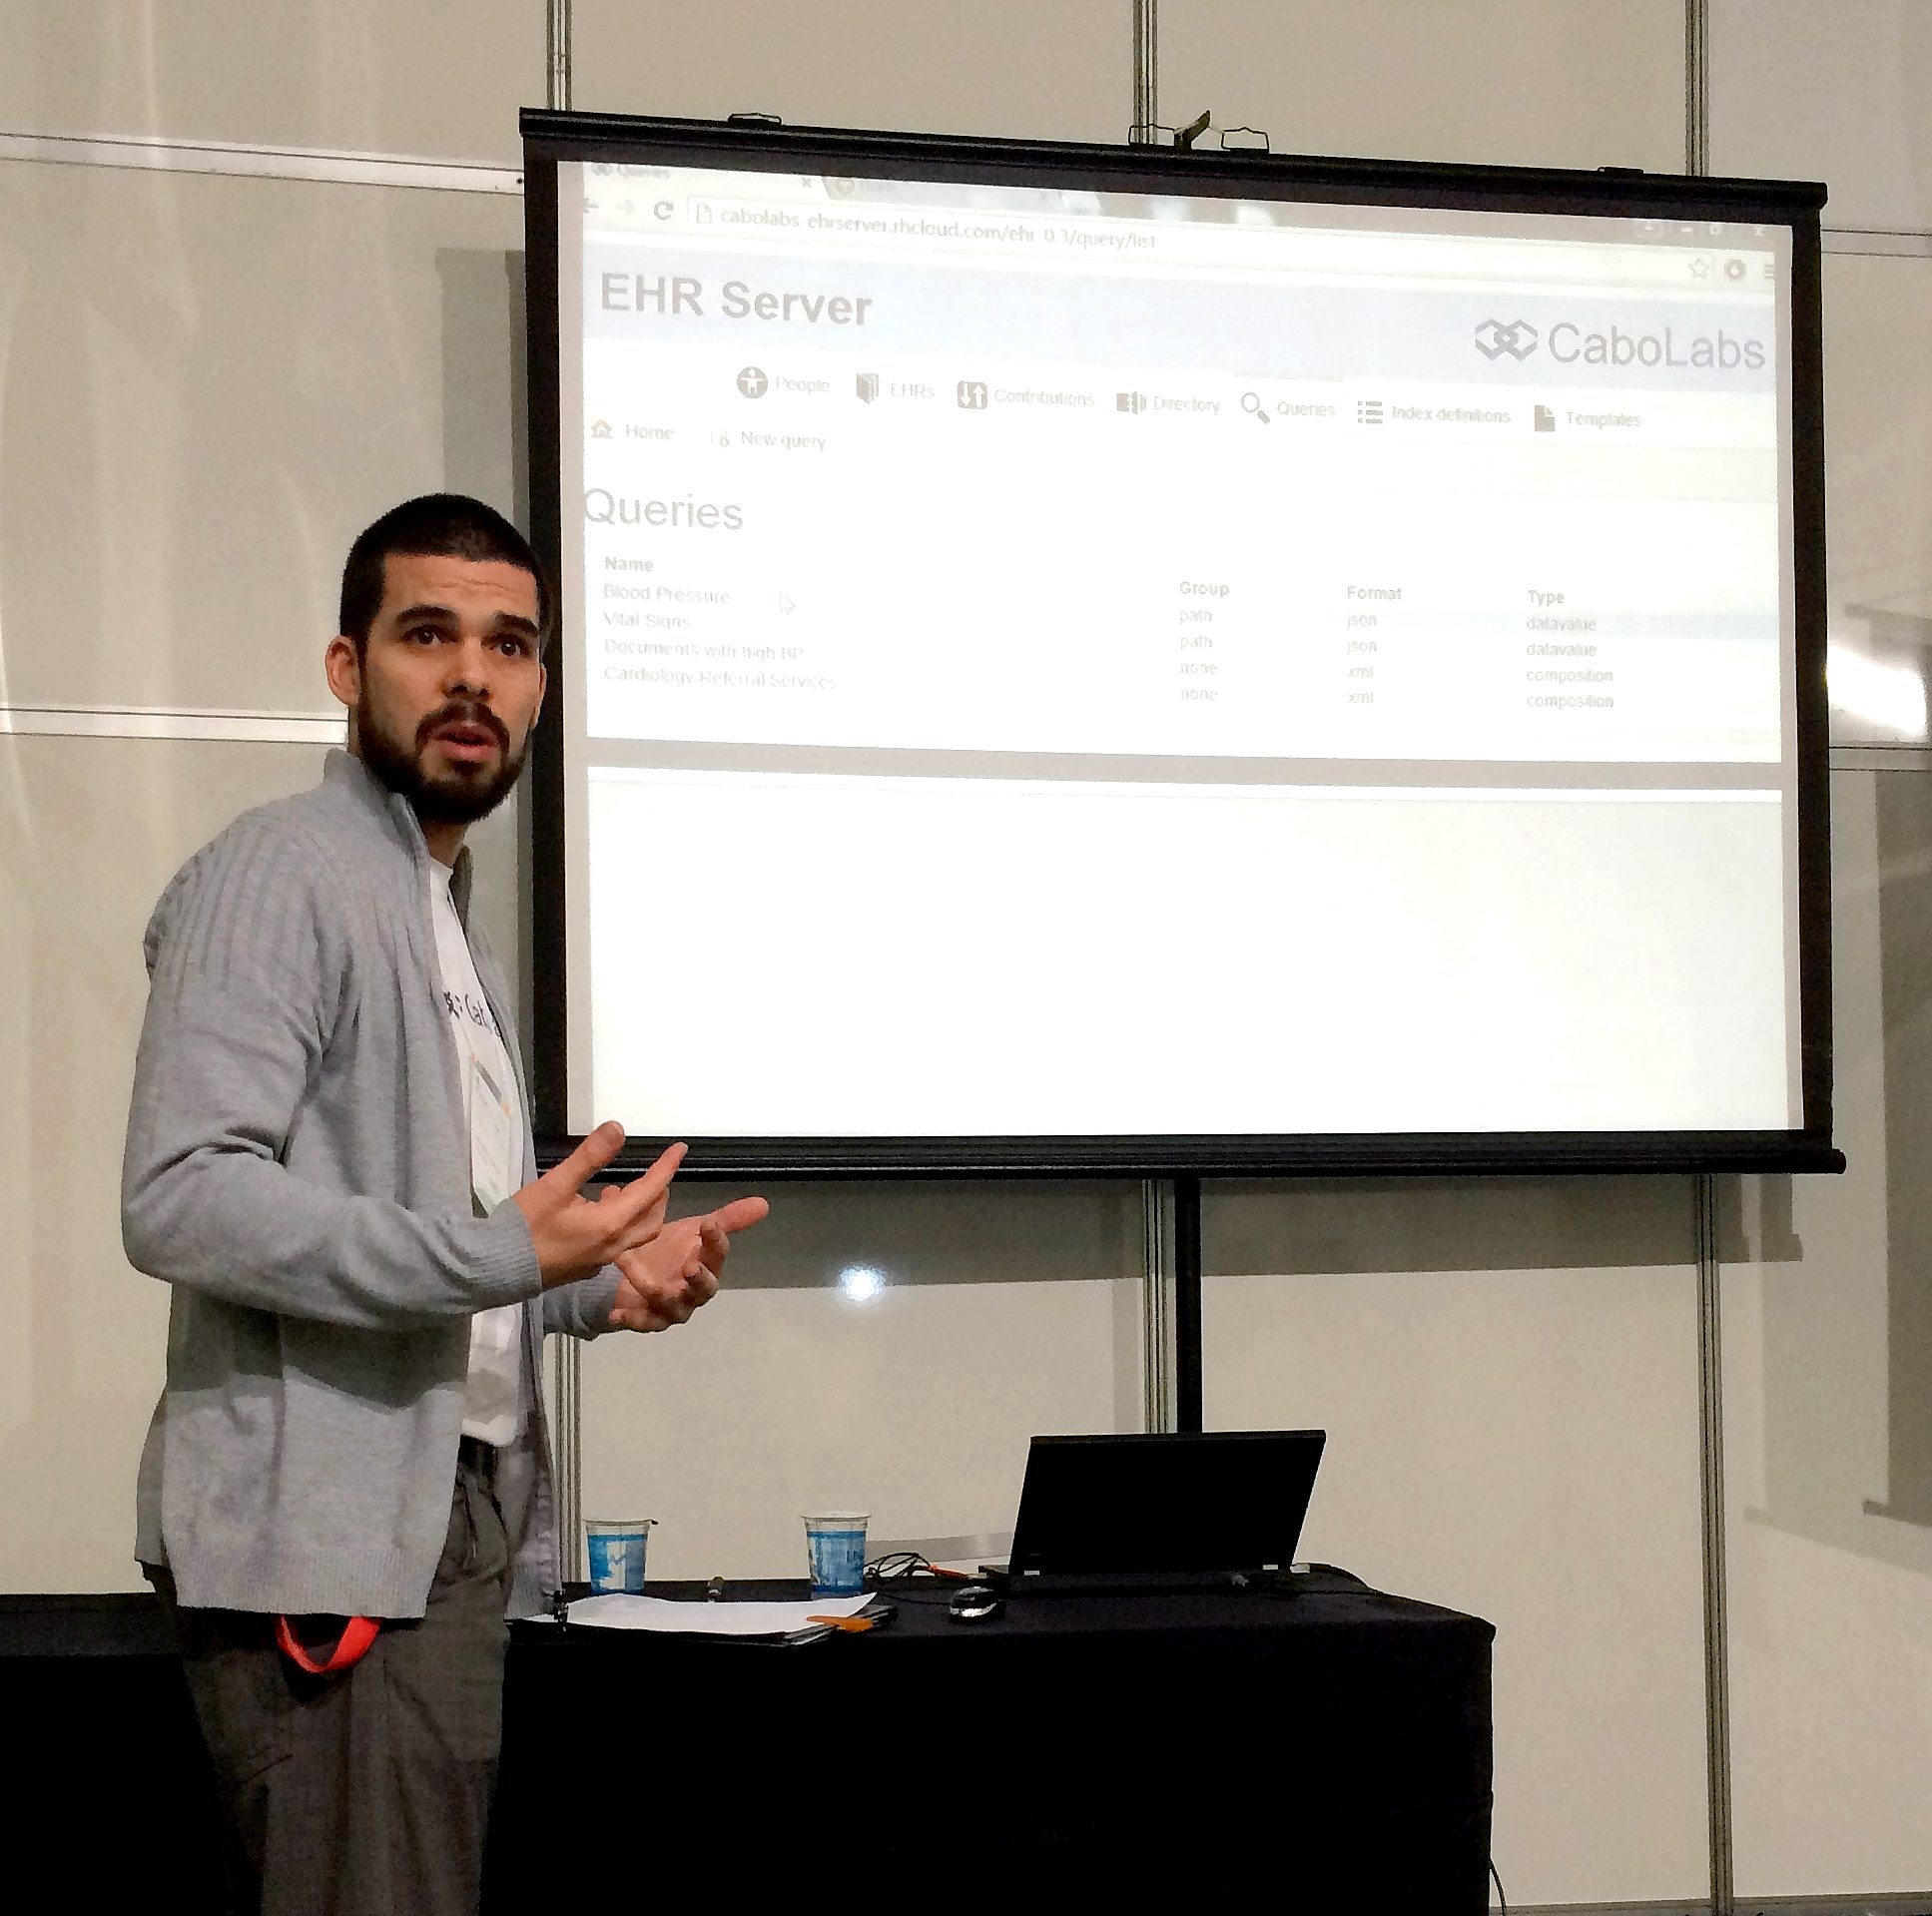 Queries
cabolabs-ehrserver.rhcloud.com/ehr-0.3/query/list
EHR Server
CaboLabs
People EHRs Contributions Directory Queries Index definitions Templates
Home New query
Queries
Name Group Format Type
Blood Pressure path json datavalue
Vital Signs path json datavalue
Documents with high BP none xml composition
Cardiology Referral Services none xml composition